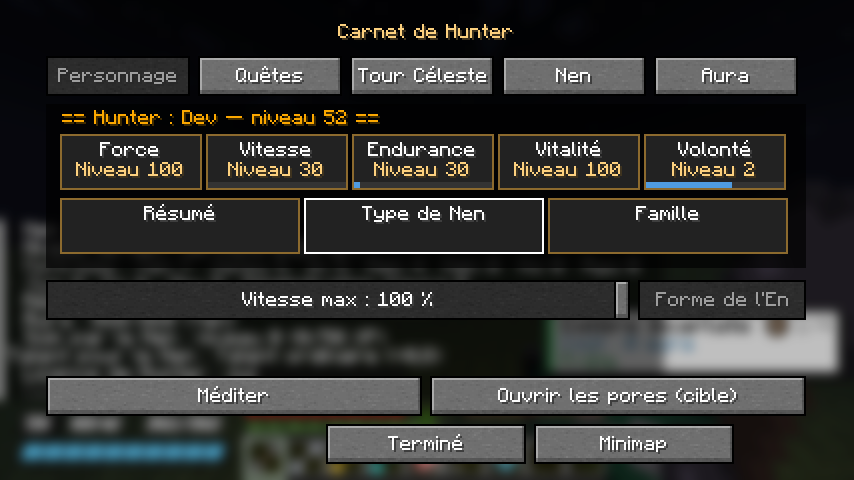 Carnet de Hunter
Personnage
Quêtes
Tour Céleste
Nen
Aura
== Hunter : Dev — niveau 52 ==
Force
Niveau 100
Vitesse
Niveau 30
Endurance
Niveau 30
Vitalité
Niveau 100
Volonté
Niveau 2
Résumé
Type de Nen
Famille
Vitesse max : 100 %
Forme de l'En
Méditer
Ouvrir les pores (cible)
Terminé
Minimap